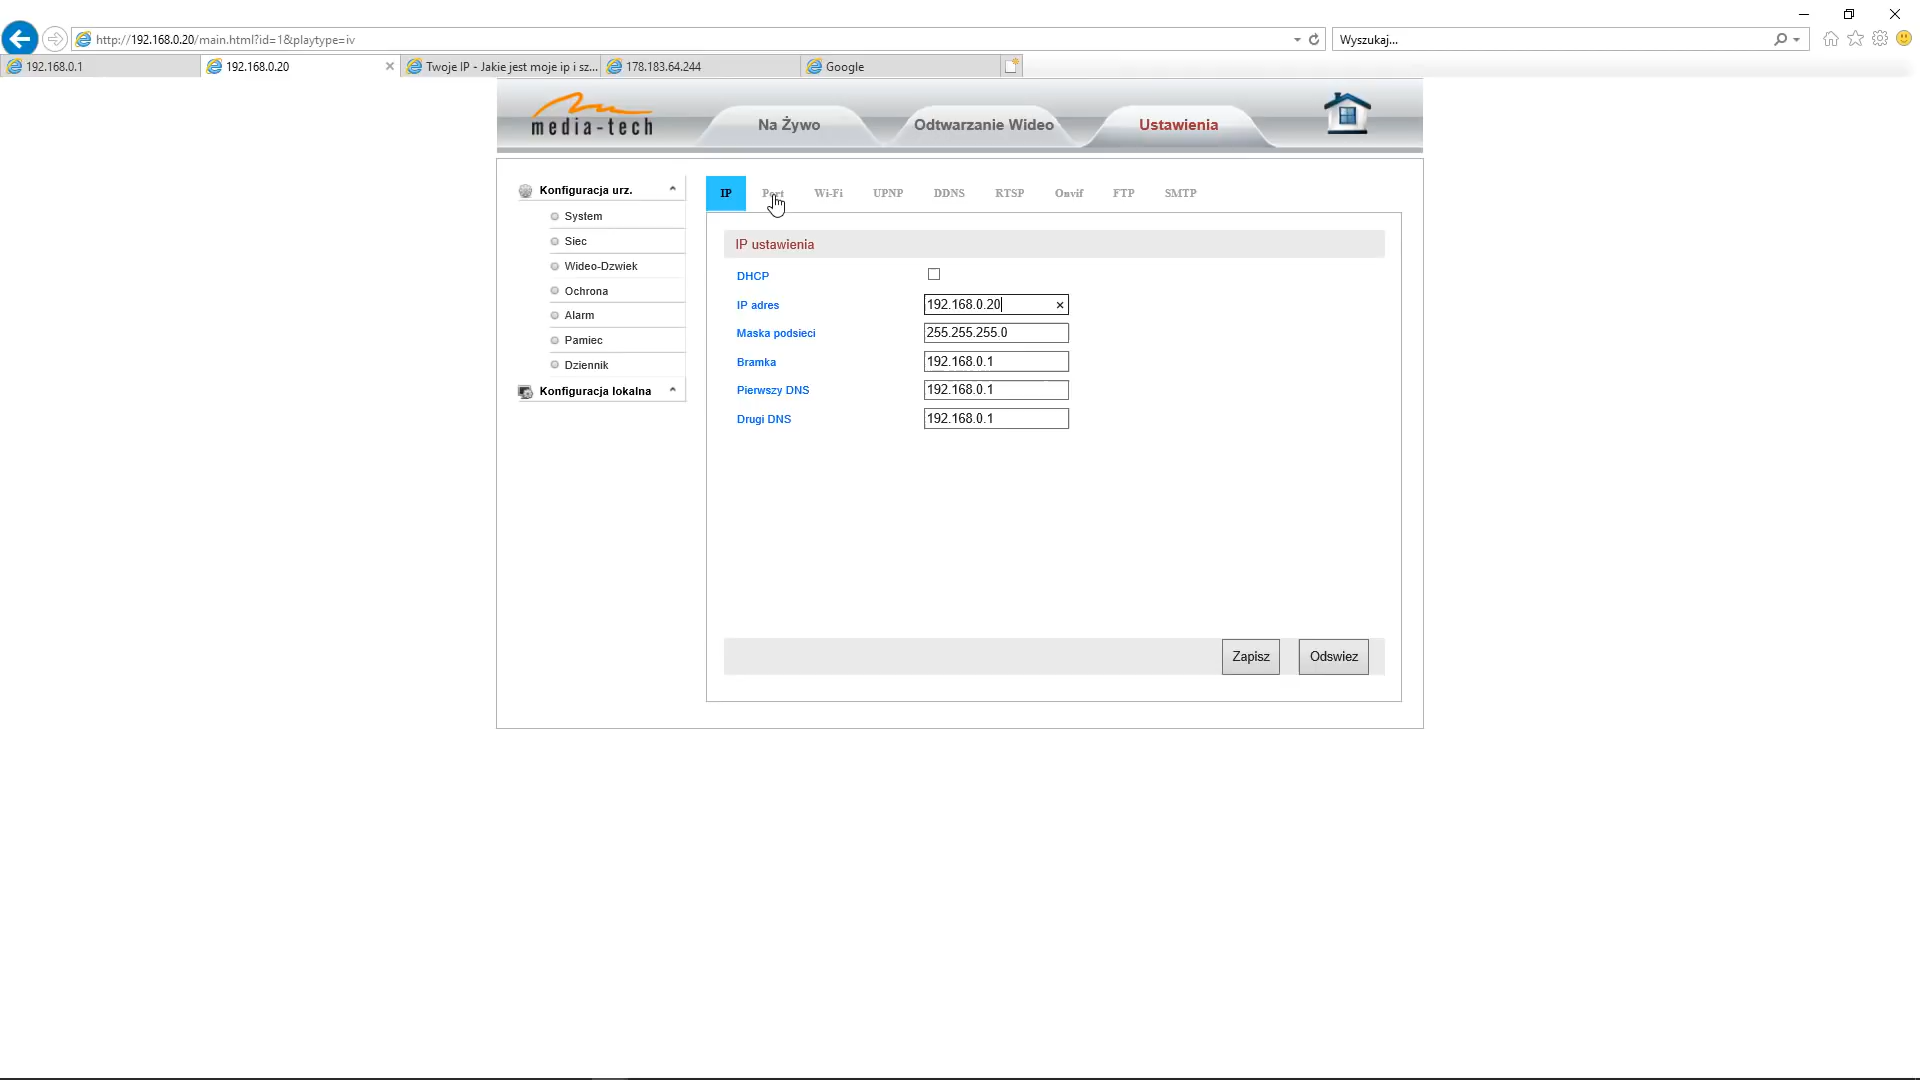 http://192.168.0.20/main.html?id=1&playtype=iv
Wyszukaj...
192.168.0.1
192.168.0.20
Twoje IP - Jakie jest moje ip i sz...
178.183.64.244
Google
media-tech
Na Żywo
Odtwarzanie Wideo
Ustawienia
Konfiguracja urz.
System
Siec
Wideo-Dzwiek
Ochrona
Alarm
Pamiec
Dziennik
Konfiguracja lokalna
IP
Port
Wi-Fi
UPNP
DDNS
RTSP
Onvif
FTP
SMTP
IP ustawienia
DHCP
IP adres
192.168.0.20
Maska podsieci
255.255.255.0
Bramka
192.168.0.1
Pierwszy DNS
192.168.0.1
Drugi DNS
192.168.0.1
Zapisz
Odswiez